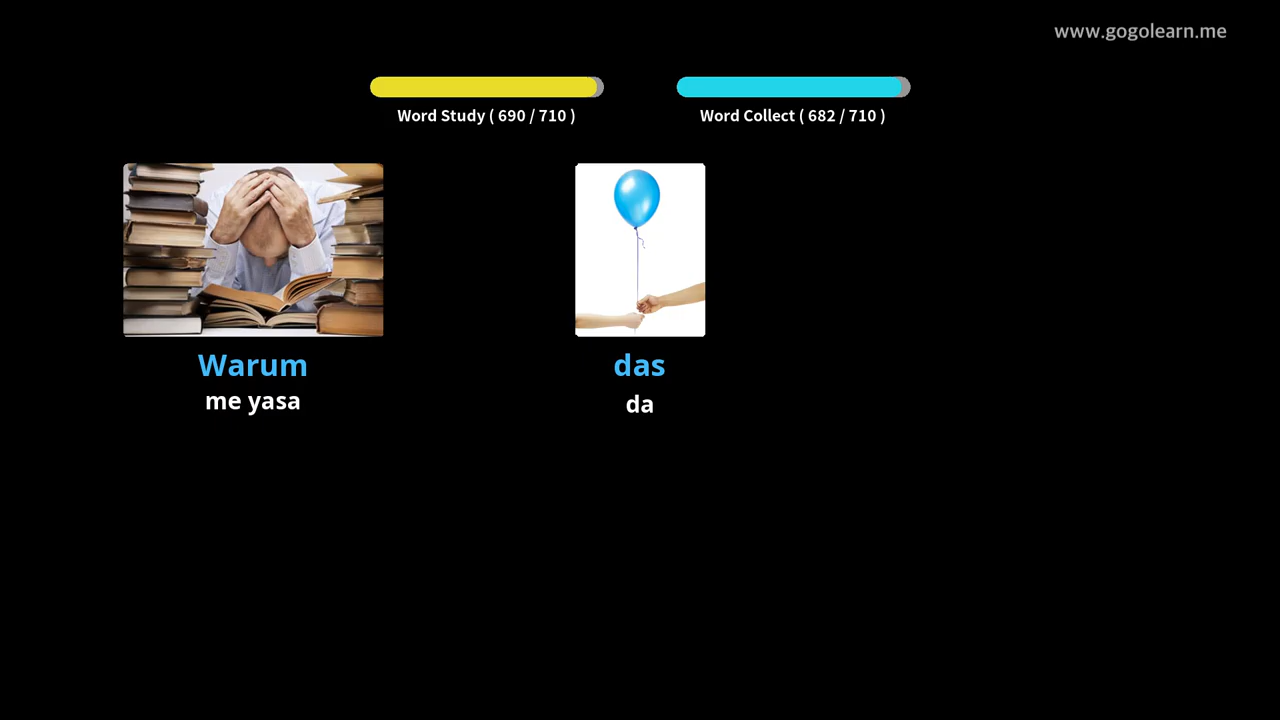 www.gogolearn.me
Word Study ( 690 / 710 )
Word Collect ( 682 / 710 )
Warum
me yasa
das
da